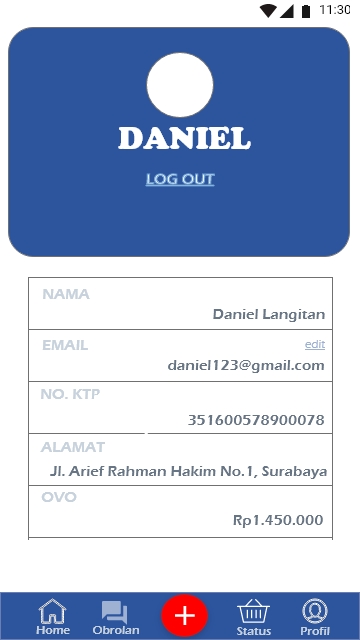 11:30
DANIEL
LOG OUT
NAMA
Daniel Langitan
EMAIL
edit
daniel123@gmail.com
NO. KTP
351600578900078
ALAMAT
Jl. Arief Rahman Hakim No.1, Surabaya
OVO
Rp1.450.000
Home Obrolan Status Profil